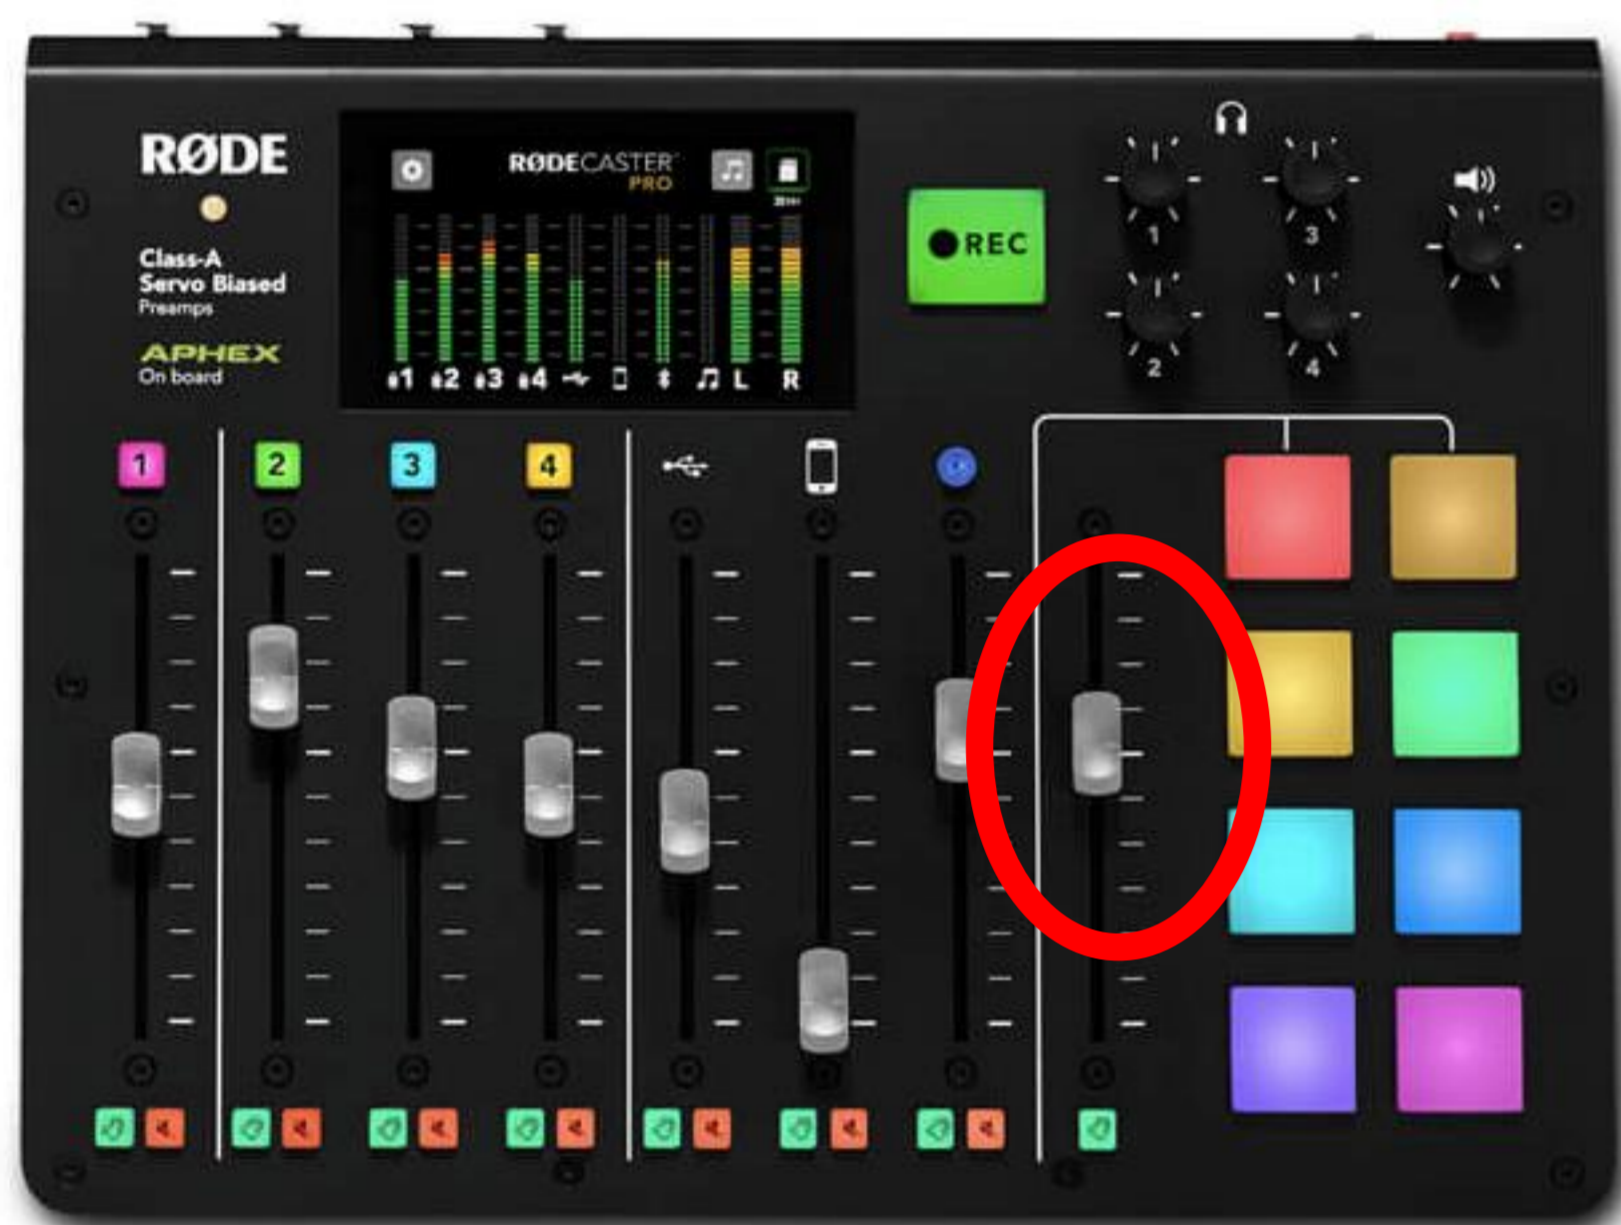 RØDE
Class-A
Servo Biased
Preamps
APHEX
On board
RØDECASTER
PRO
1 2 3 4 L R
REC
1 3
2 4
1 2 3 4